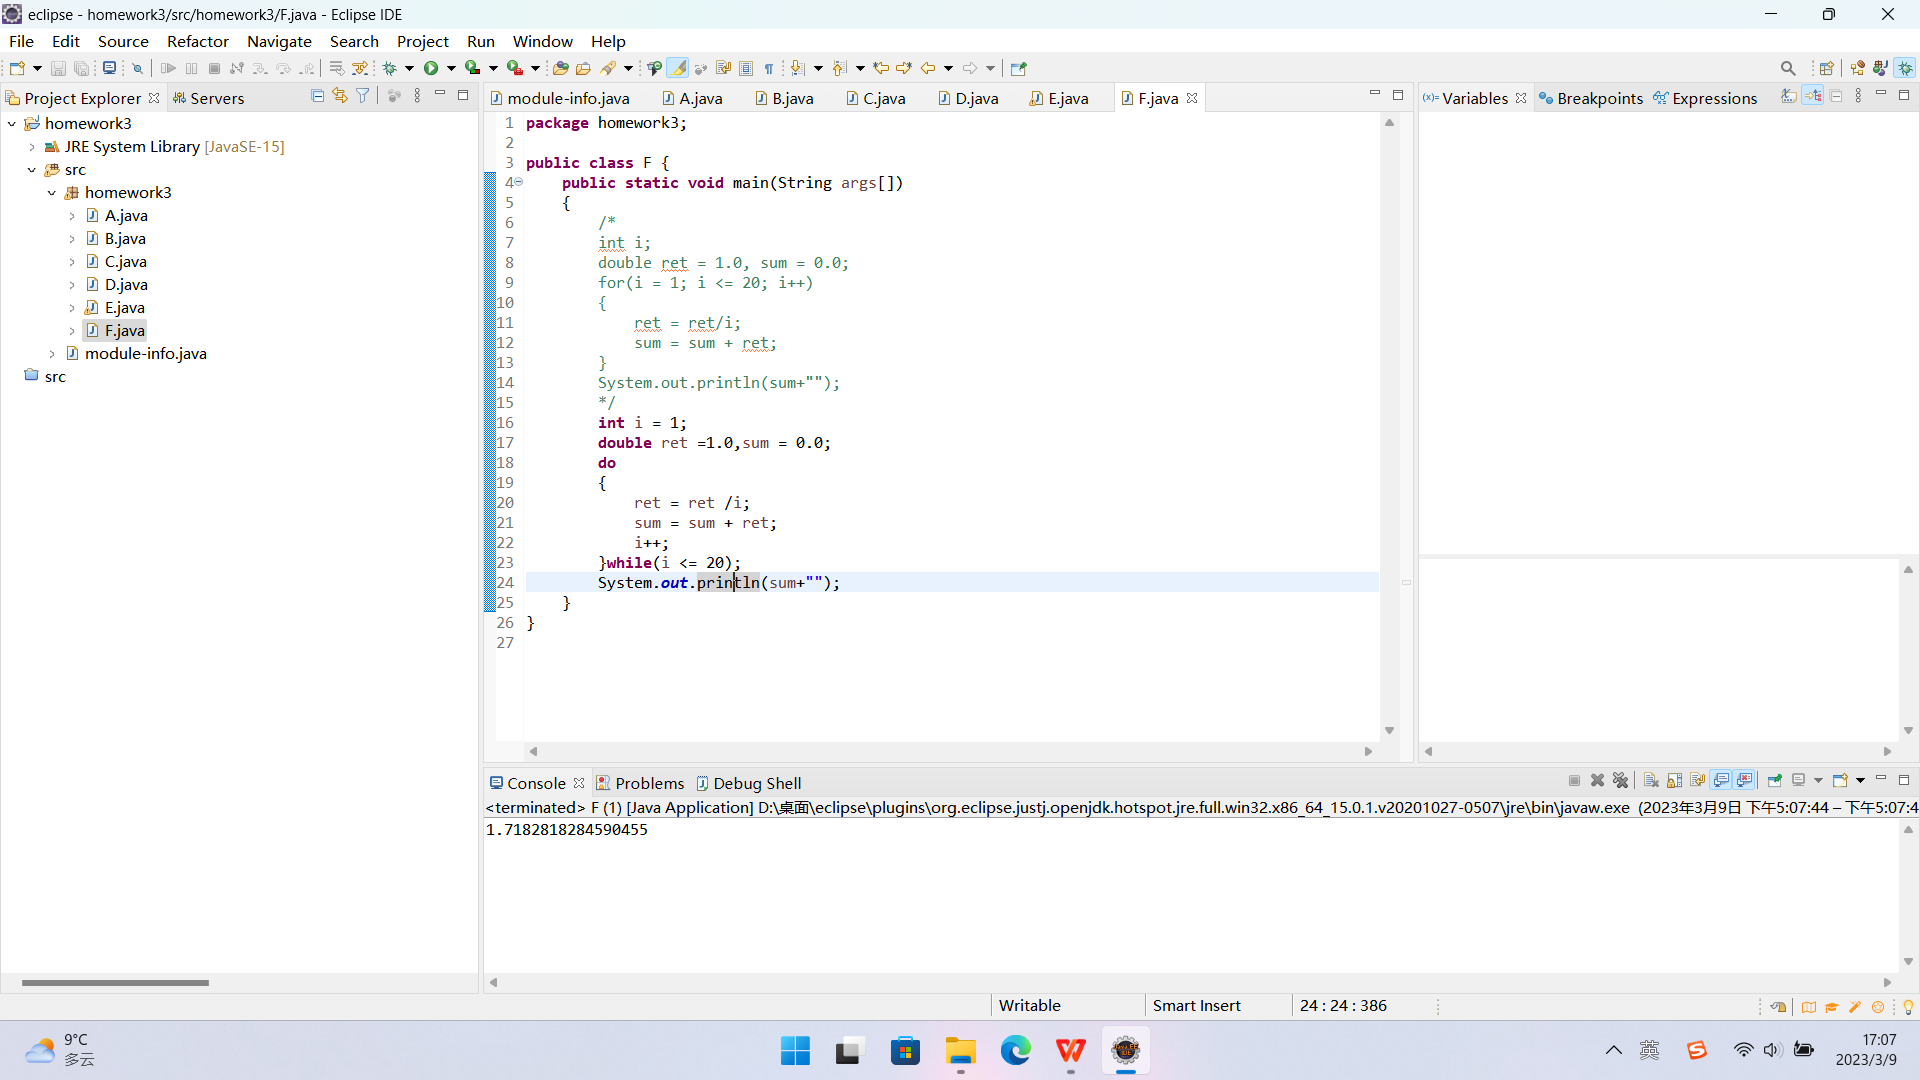 eclipse - homework3/src/homework3/F.java - Eclipse IDE
File Edit Source Refactor Navigate Search Project Run Window Help
Project Explorer Servers
homework3
JRE System Library [JavaSE-15]
src
homework3
A.java
B.java
C.java
D.java
E.java
F.java
module-info.java
src
module-info.java A.java B.java C.java D.java E.java F.java
1 package homework3;
2
3 public class F {
4 public static void main(String args[])
5 {
6 /*
7 int i;
8 double ret = 1.0, sum = 0.0;
9 for(i = 1; i <= 20; i++)
10 {
11 ret = ret/i;
12 sum = sum + ret;
13 }
14 System.out.println(sum+"");
15 */
16 int i = 1;
17 double ret =1.0,sum = 0.0;
18 do
19 {
20 ret = ret /i;
21 sum = sum + ret;
22 i++;
23 }while(i <= 20);
24 System.out.println(sum+"");
25 }
26 }
27
(x)= Variables Breakpoints Expressions
Console Problems Debug Shell
<terminated> F (1) [Java Application] D:\桌面\eclipse\plugins\org.eclipse.justj.openjdk.hotspot.jre.full.win32.x86_64_15.0.1.v20201027-0507\jre\bin\javaw.exe (2023年3月9日 下午5:07:44 – 下午5:07:4
1.7182818284590455
Writable Smart Insert 24 : 24 : 386
9°C
多云
英
17:07
2023/3/9